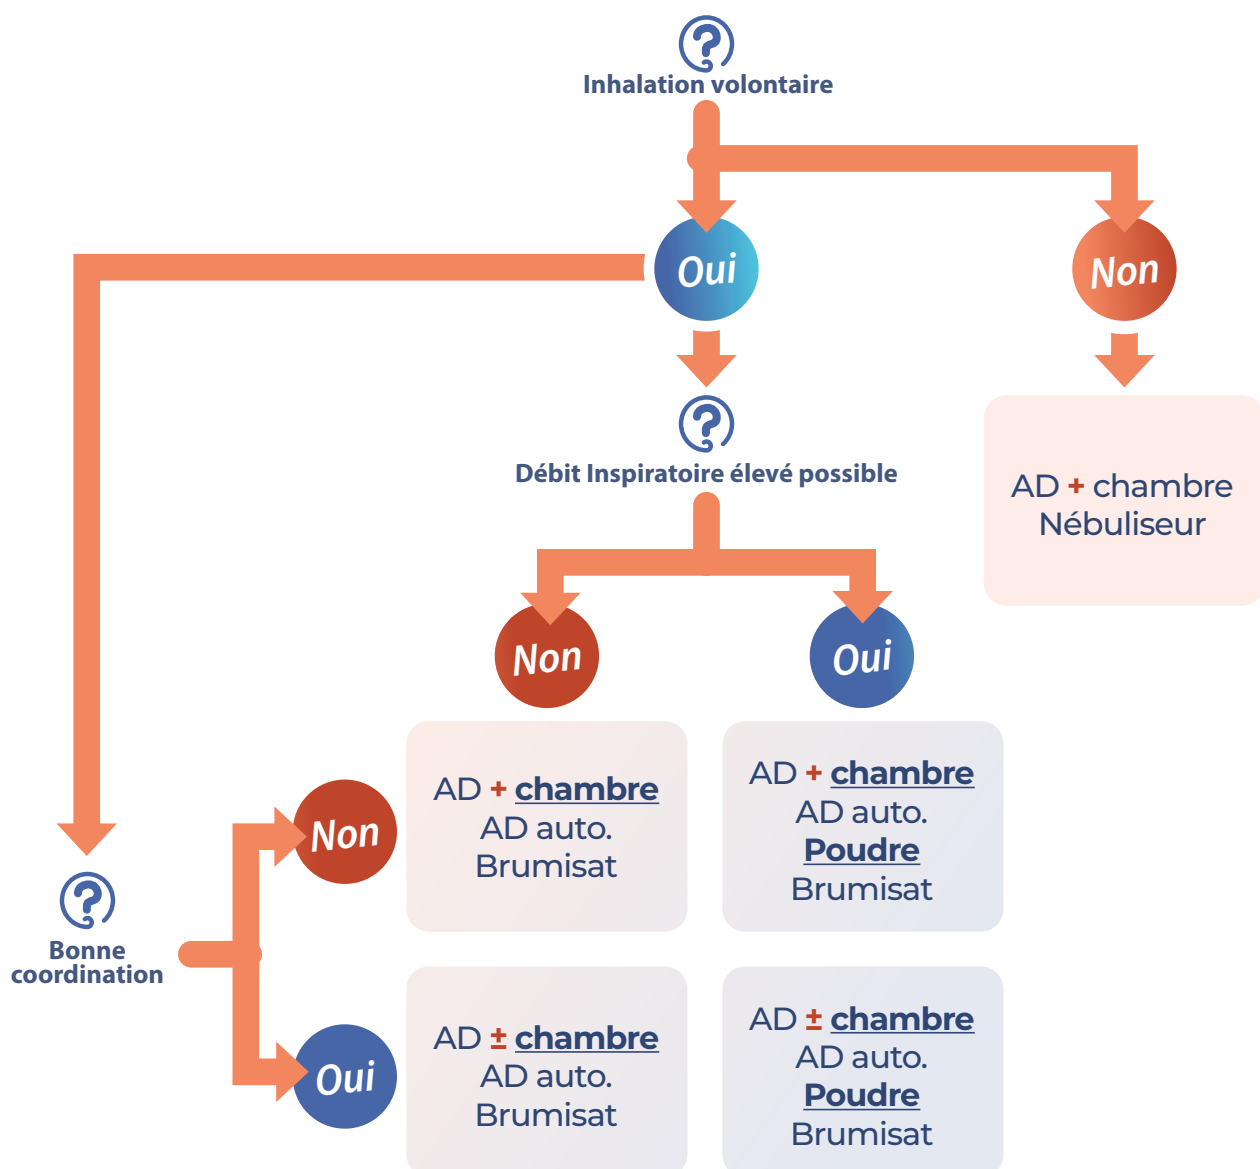 ?
Inhalation volontaire
Oui
Non
?
Débit Inspiratoire élevé possible
AD + chambre
Nébuliseur
Non
Oui
Non
AD + chambre
AD auto.
Brumisat
AD + chambre
AD auto.
Poudre
Brumisat
?
Bonne
coordination
Oui
AD ± chambre
AD auto.
Brumisat
AD ± chambre
AD auto.
Poudre
Brumisat